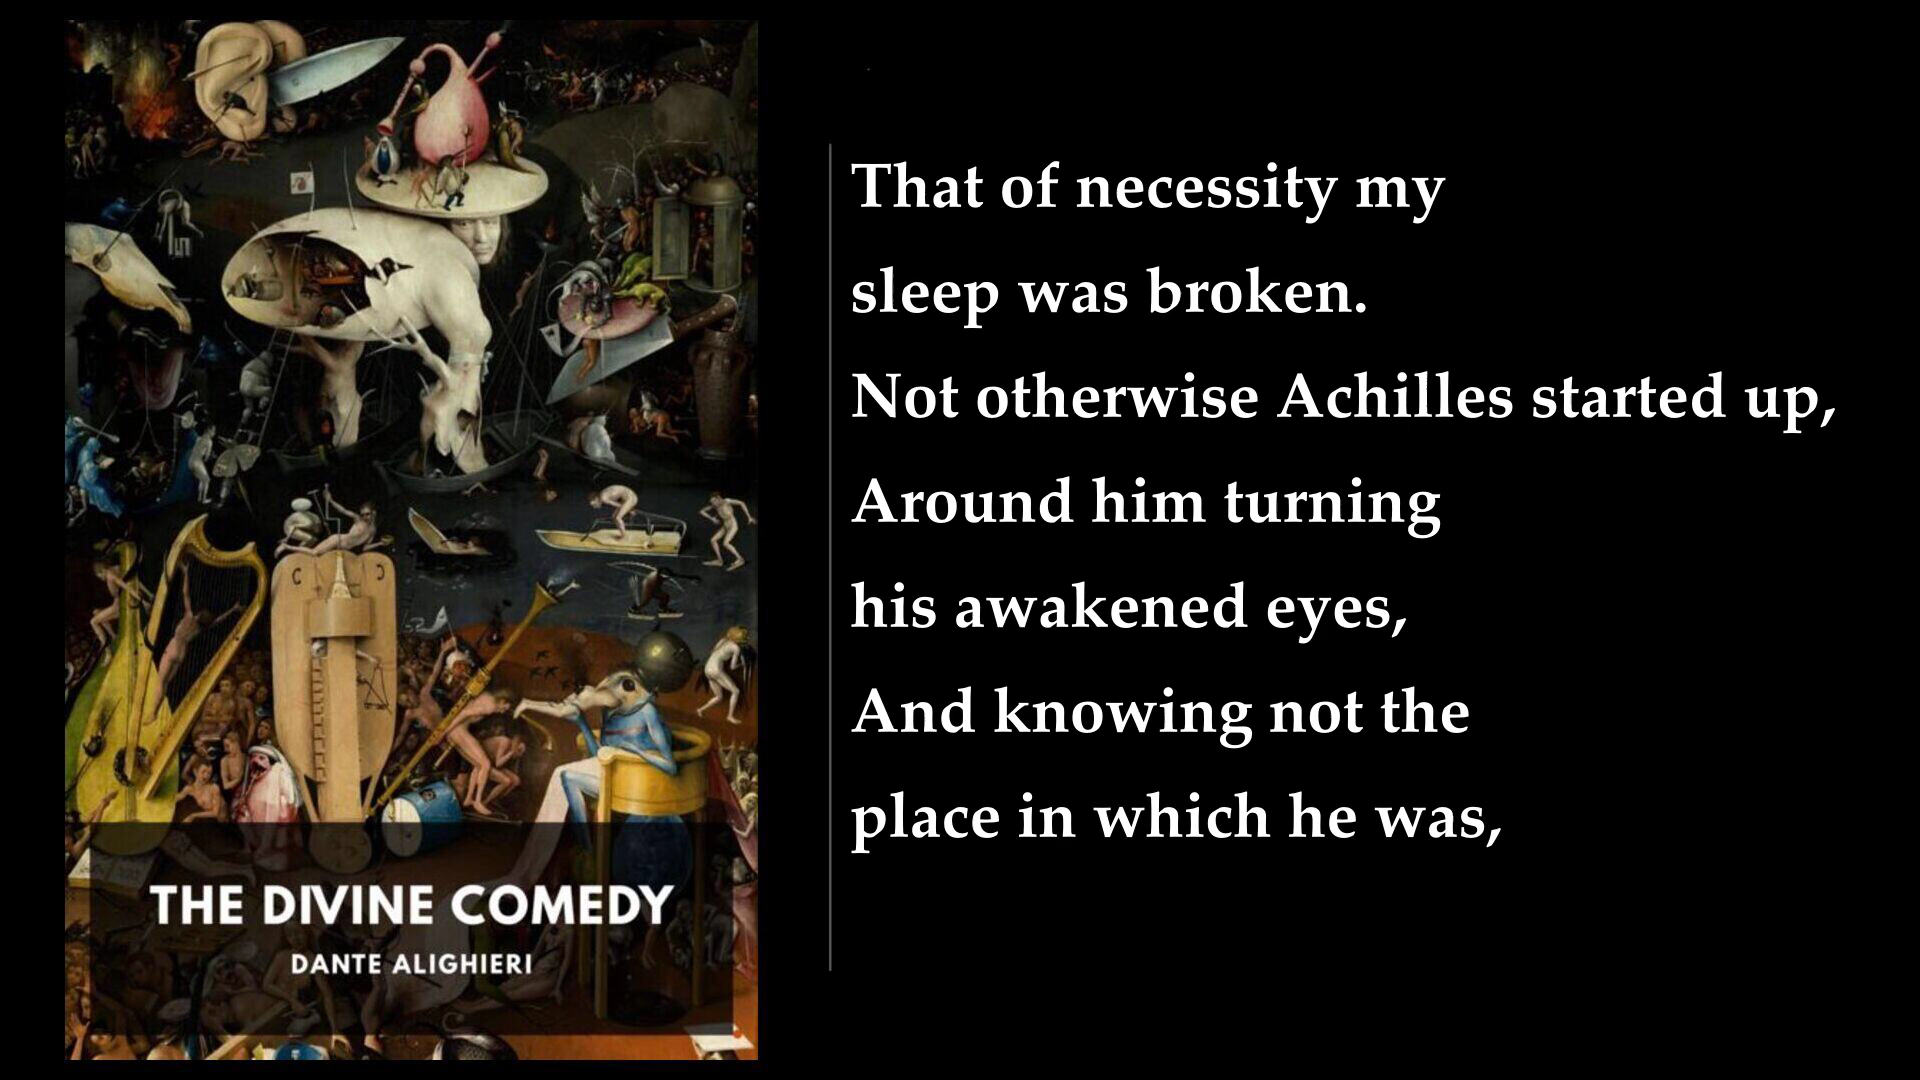 That of necessity my
sleep was broken.
Not otherwise Achilles started up,
Around him turning
his awakened eyes,
And knowing not the
place in which he was,
THE DIVINE COMEDY
DANTE ALIGHIERI